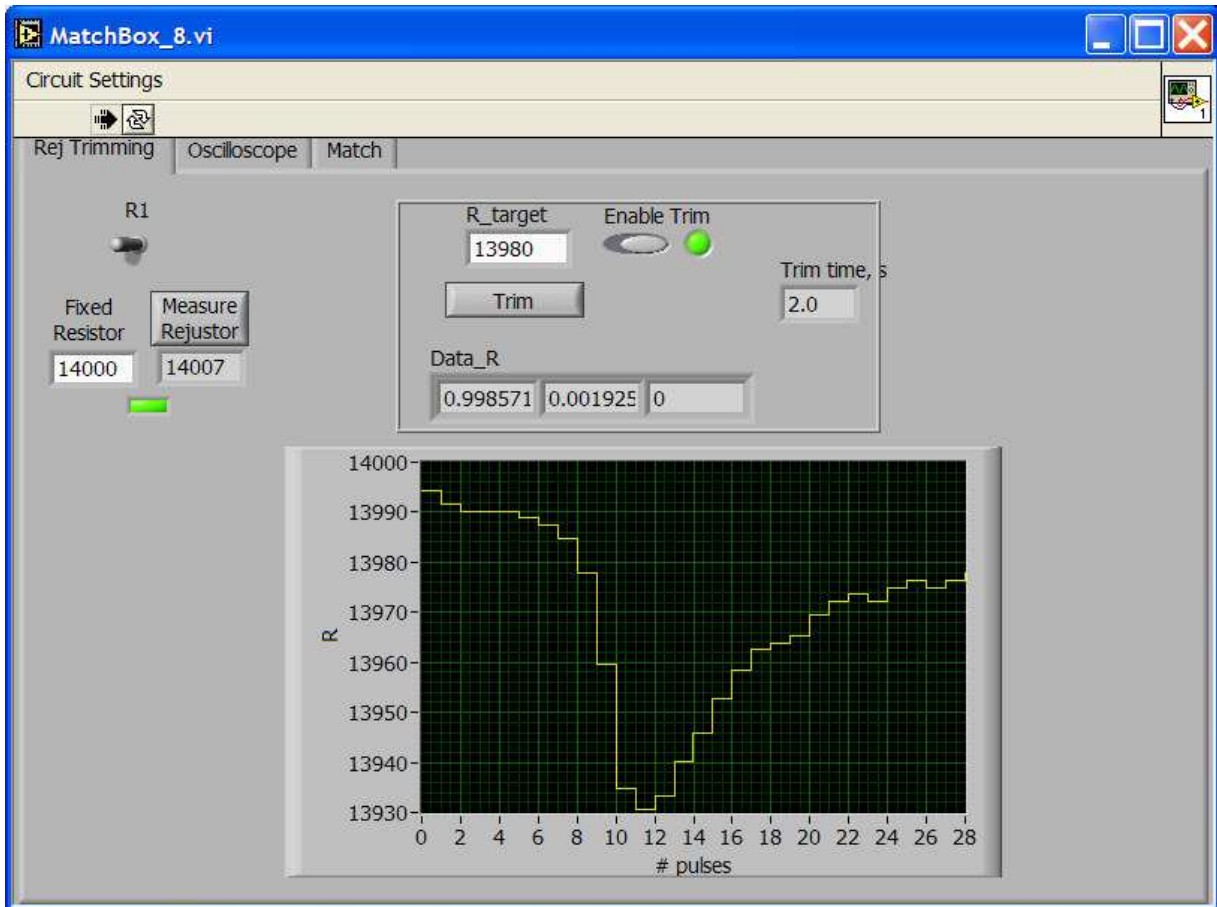 MatchBox_8.vi
Circuit Settings
1
Rej Trimming Oscilloscope Match
R1
R_target Enable Trim
13980
Trim time, s
Trim 2.0
Fixed Measure
Resistor Rejustor
14000 14007
Data_R
0.998571 0.001925 0
14000
13990
13980
13970
R
13960
13950
13940
13930
0 2 4 6 8 10 12 14 16 18 20 22 24 26 28
# pulses